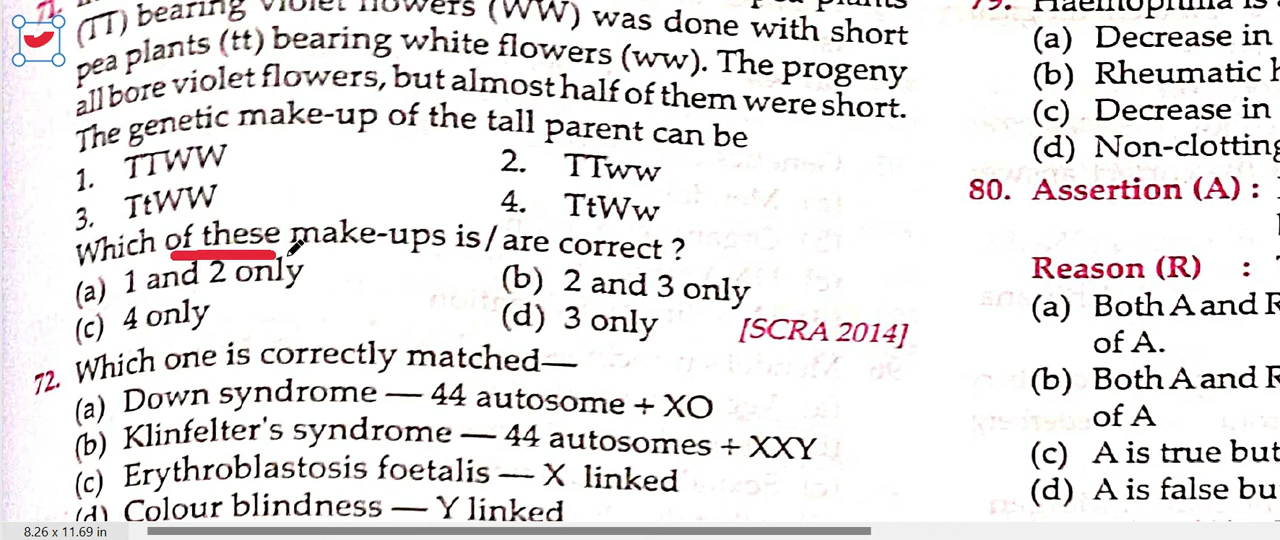 71.
(TT) bearing violet flowers (WW) was done with short
pea plants (tt) bearing white flowers (ww). The progeny
all bore violet flowers, but almost half of them were short.
The genetic make-up of the tall parent can be
1. TTWW 2. TTww
3. TtWW 4. TtWw
Which of these make-ups is/are correct ?
(a) 1 and 2 only (b) 2 and 3 only
(c) 4 only (d) 3 only [SCRA 2014]
72. Which one is correctly matched—
(a) Down syndrome — 44 autosome + XO
(b) Klinfelter's syndrome — 44 autosomes + XXY
(c) Erythroblastosis foetalis — X linked
(d) Colour blindness — Y linked
79. Haemophilia is
(a) Decrease in
(b) Rheumatic
(c) Decrease in
(d) Non-clotting
80. Assertion (A) :
Reason (R) :
(a) Both A and R
of A.
(b) Both A and R
of A
(c) A is true but
(d) A is false bu
8.26 x 11.69 in